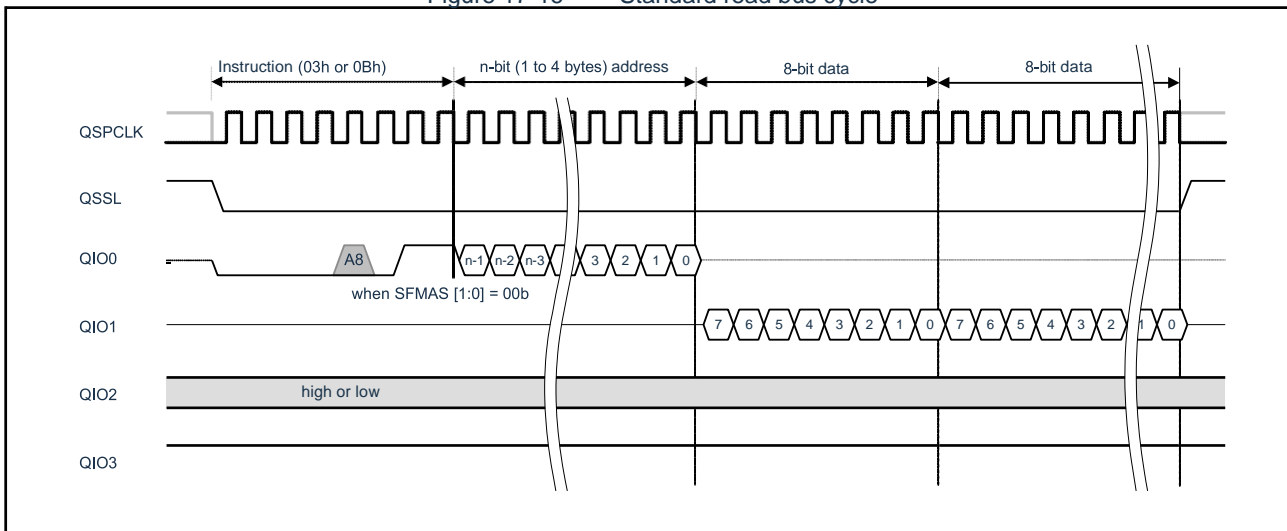 Figure 17-16 Standard read bus cycle
Instruction (03h or 0Bh) n-bit (1 to 4 bytes) address 8-bit data 8-bit data
QSPCLK
QSSL
QIO0 A8 n-1 n-2 n-3 3 2 1 0
when SFMAS [1:0] = 00b
QIO1 7 6 5 4 3 2 1 0 7 6 5 4 3 2 1 0
QIO2 high or low
QIO3